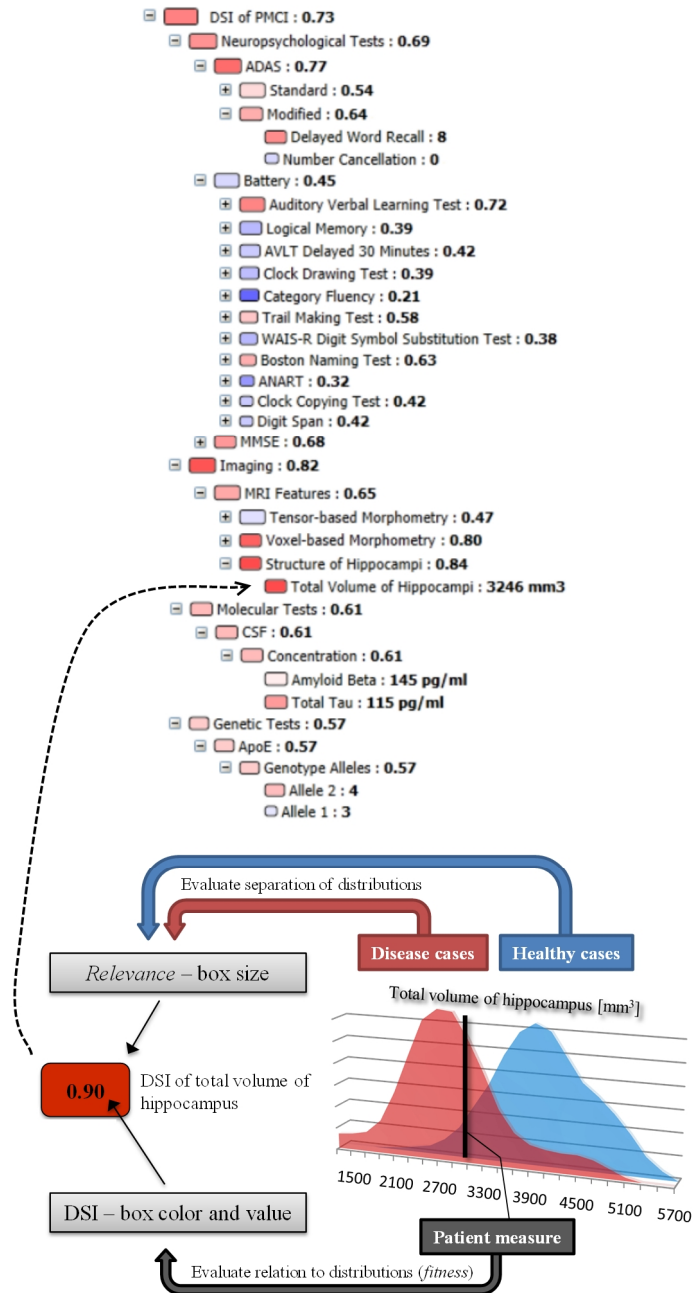 DSI of PMCI : 0.73
Neuropsychological Tests : 0.69
ADAS : 0.77
Standard : 0.54
Modified : 0.64
Delayed Word Recall : 8
Number Cancellation : 0
Battery : 0.45
Auditory Verbal Learning Test : 0.72
Logical Memory : 0.39
AVLT Delayed 30 Minutes : 0.42
Clock Drawing Test : 0.39
Category Fluency : 0.21
Trail Making Test : 0.58
WAIS-R Digit Symbol Substitution Test : 0.38
Boston Naming Test : 0.63
ANART : 0.32
Clock Copying Test : 0.42
Digit Span : 0.42
MMSE : 0.68
Imaging : 0.82
MRI Features : 0.65
Tensor-based Morphometry : 0.47
Voxel-based Morphometry : 0.80
Structure of Hippocampi : 0.84
Total Volume of Hippocampi : 3246 mm3
Molecular Tests : 0.61
CSF : 0.61
Concentration : 0.61
Amyloid Beta : 145 pg/ml
Total Tau : 115 pg/ml
Genetic Tests : 0.57
ApoE : 0.57
Genotype Alleles : 0.57
Allele 2 : 4
Allele 1 : 3
Evaluate separation of distributions
Disease cases
Healthy cases
Relevance – box size
Total volume of hippocampus [mm³]
0.90
DSI of total volume of
hippocampus
1500 2100 2700 3300 3900 4500 5100 5700
DSI – box color and value
Patient measure
Evaluate relation to distributions (fitness)